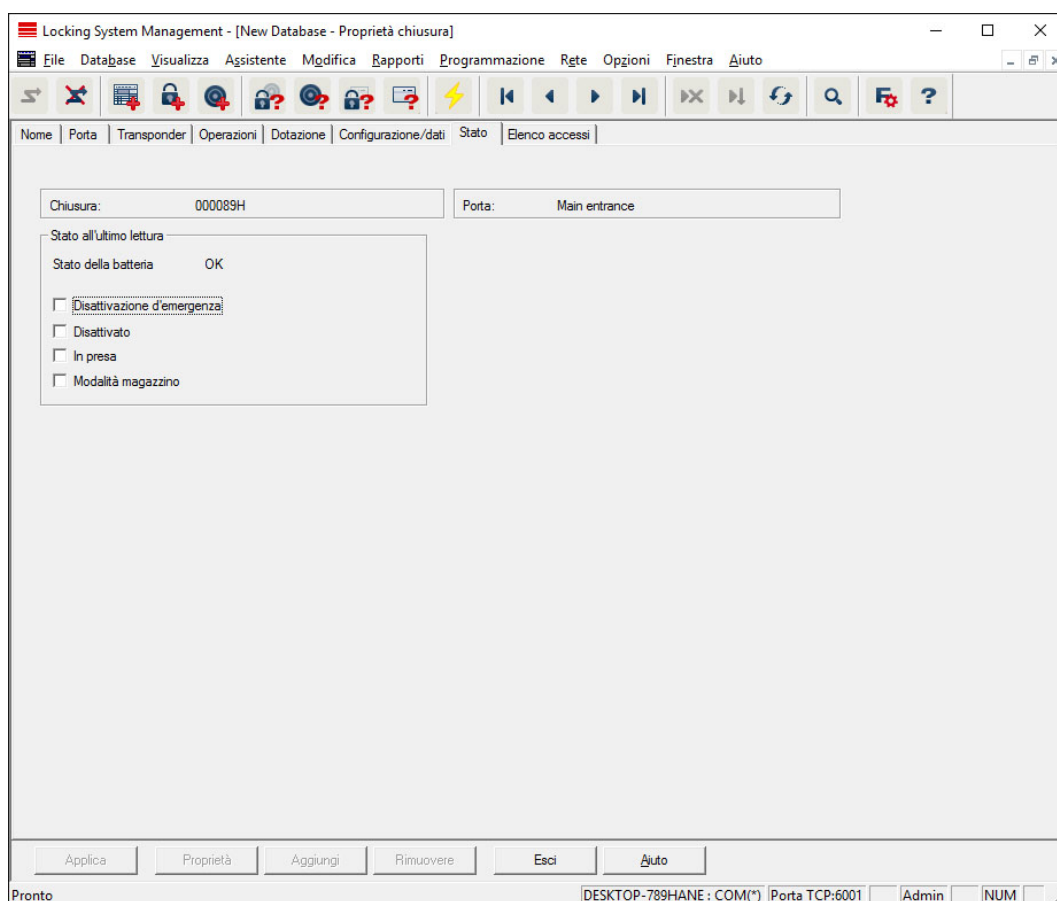 Locking System Management - [New Database - Proprietà chiusura]
File Database Visualizza Assistente Modifica Rapporti Programmazione Rete Opzioni Finestra Aiuto
Nome Porta Transponder Operazioni Dotazione Configurazione/dati Stato Elenco accessi
Chiusura: 000089H Porta: Main entrance
Stato all'ultimo lettura
Stato della batteria OK
Disattivazione d'emergenza
Disattivato
In presa
Modalità magazzino
Applica Proprietà Aggiungi Rimuovere Esci Aiuto
Pronto DESKTOP-789HANE : COM(*) Porta TCP:6001 Admin NUM